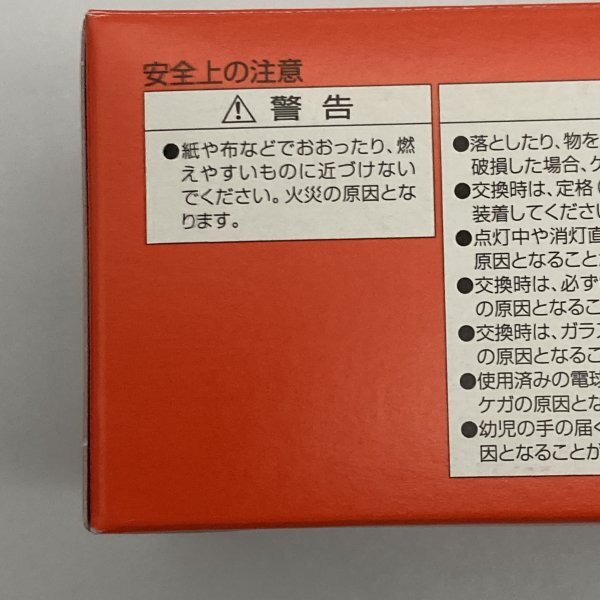 安全上の注意
警告
●紙や布などでおおったり、燃
えやすいものに近づけない
でください。火災の原因とな
ります。
●落としたり、物を
破損した場合、ケ
●交換時は、定格
装着してください
●点灯中や消灯直
原因となること
●交換時は、必ず
の原因となるこ
●交換時は、ガラス
の原因となるこ
●使用済みの電球
ケガの原因とな
●幼児の手の届く
因となることが